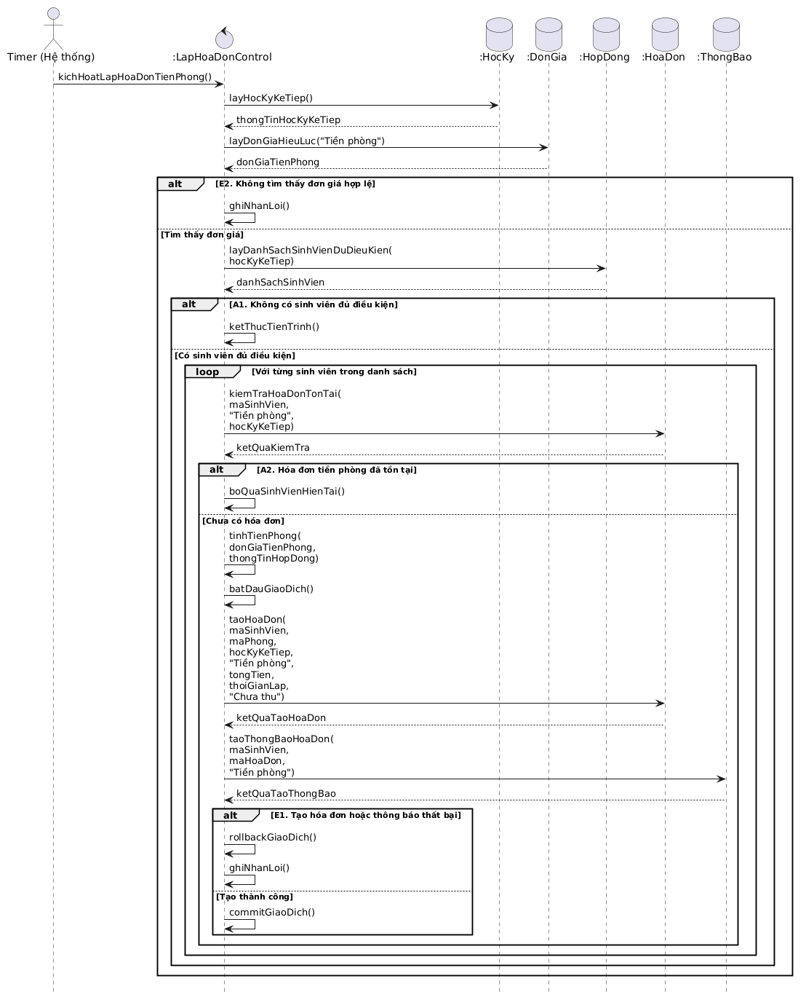 Timer (Hệ thống)
:LapHoaDonControl
:HocKy
:DonGia
:HopDong
:HoaDon
:ThongBao
kichHoatLapHoaDonTienPhong()
layHocKyKeTiep()
thongTinHocKyKeTiep
layDonGiaHieuLuc("Tiền phòng")
donGiaTienPhong
alt
[E2. Không tìm thấy đơn giá hợp lệ]
ghiNhanLoi()
[Tìm thấy đơn giá]
layDanhSachSinhVienDuDieuKien(
hocKyKeTiep)
danhSachSinhVien
alt
[A1. Không có sinh viên đủ điều kiện]
ketThucTienTrinh()
[Có sinh viên đủ điều kiện]
loop
[Với từng sinh viên trong danh sách]
kiemTraHoaDonTonTai(
maSinhVien,
"Tiền phòng",
hocKyKeTiep)
ketQuaKiemTra
alt
[A2. Hóa đơn tiền phòng đã tồn tại]
boQuaSinhVienHienTai()
[Chưa có hóa đơn]
tinhTienPhong(
donGiaTienPhong,
thongTinHopDong)
batDauGiaoDich()
taoHoaDon(
maSinhVien,
maPhong,
hocKyKeTiep,
"Tiền phòng",
tongTien,
thoiGianLap,
"Chưa thu")
ketQuaTaoHoaDon
taoThongBaoHoaDon(
maSinhVien,
maHoaDon,
"Tiền phòng")
ketQuaTaoThongBao
alt
[E1. Tạo hóa đơn hoặc thông báo thất bại]
rollbackGiaoDich()
ghiNhanLoi()
[Tạo thành công]
commitGiaoDich()